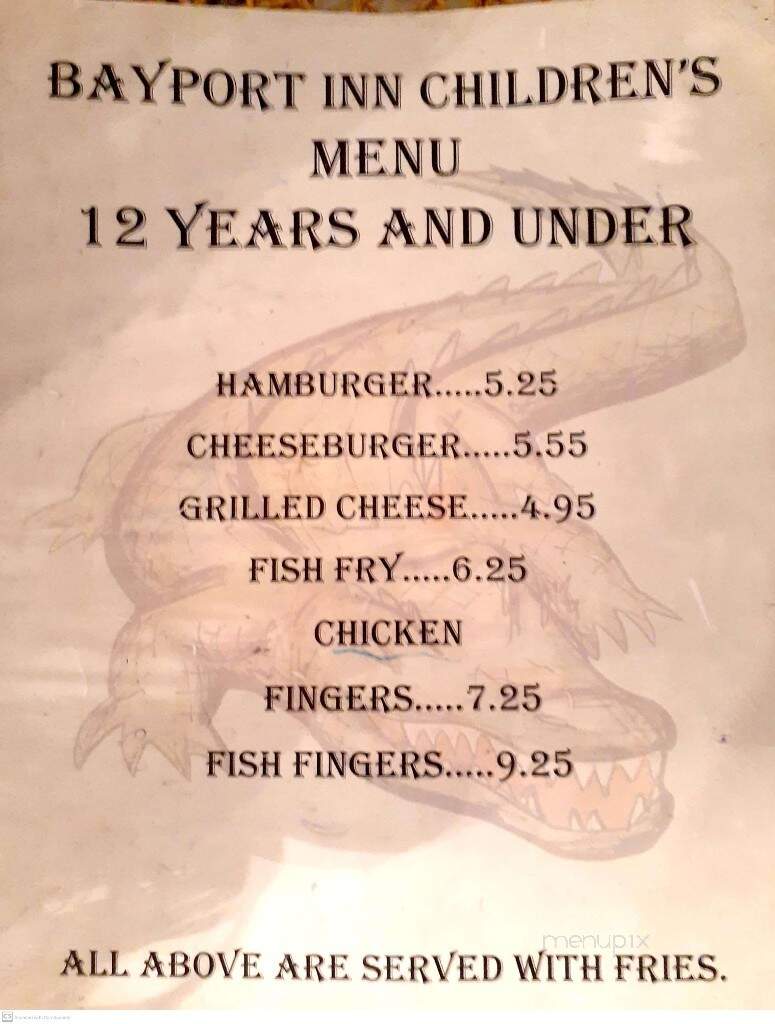 BAYPORT INN CHILDREN'S
MENU
12 YEARS AND UNDER
HAMBURGER.....5.25
CHEESEBURGER.....5.55
GRILLED CHEESE.....4.95
FISH FRY.....6.25
CHICKEN
FINGERS.....7.25
FISH FINGERS.....9.25
menupix
ALL ABOVE ARE SERVED WITH FRIES.
CS